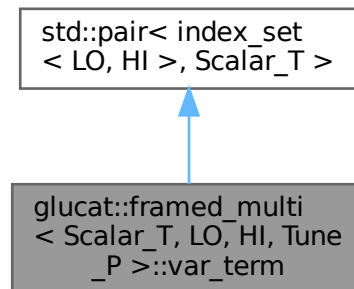 std::pair< index_set
< LO, HI >, Scalar_T >
glucat::framed_multi
< Scalar_T, LO, HI, Tune
_P >::var_term